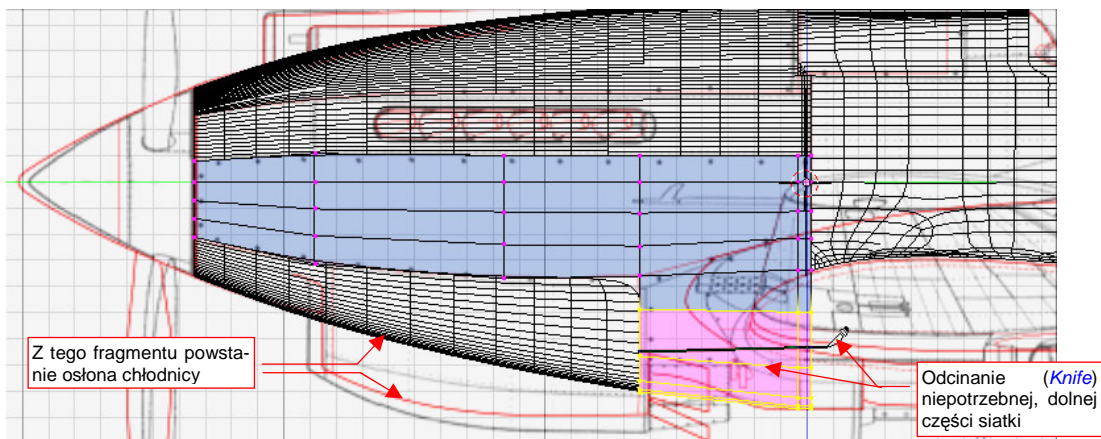 Z tego fragmentu powsta-
nie osłona chłodnicy
Odcinanie (Knife)
niepotrzebnej, dolnej
części siatki